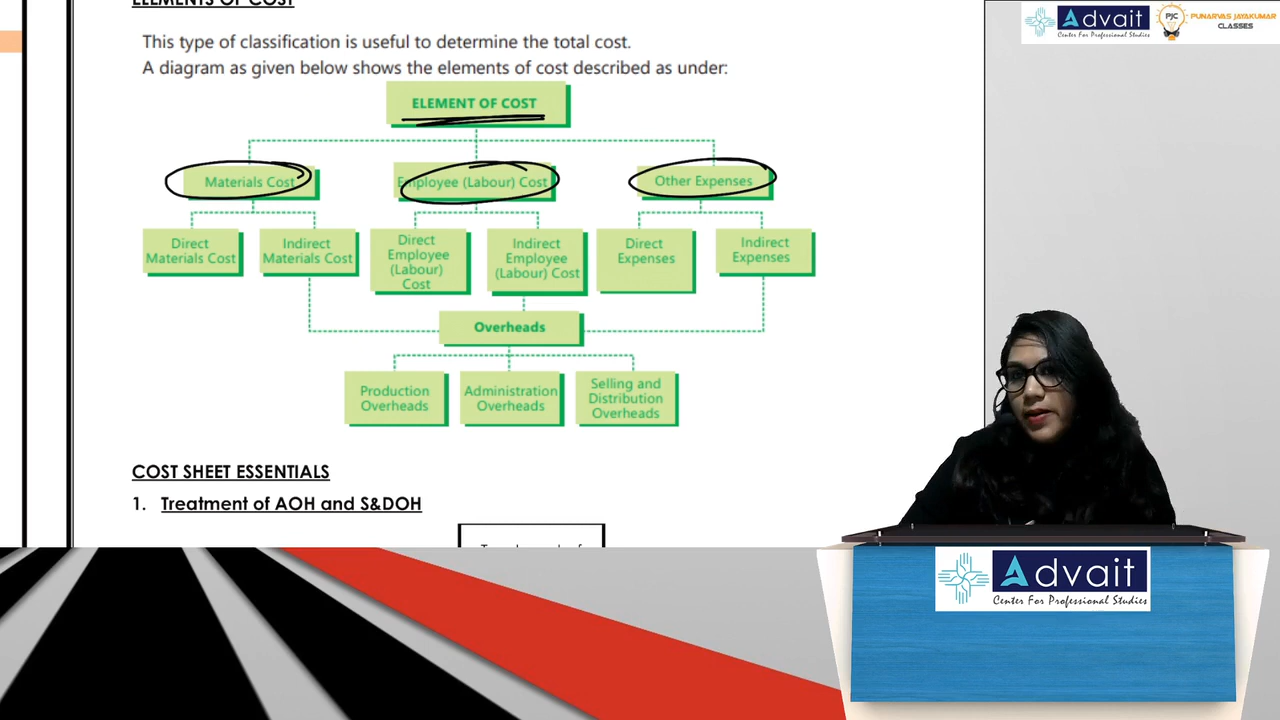 ELEMENTS OF COST
This type of classification is useful to determine the total cost.
A diagram as given below shows the elements of cost described as under:
ELEMENT OF COST
Materials Cost
Employee (Labour) Cost
Other Expenses
Direct
Materials Cost
Indirect
Materials Cost
Direct
Employee
(Labour)
Cost
Indirect
Employee
(Labour) Cost
Direct
Expenses
Indirect
Expenses
Overheads
Production
Overheads
Administration
Overheads
Selling and
Distribution
Overheads
COST SHEET ESSENTIALS
1. Treatment of AOH and S&DOH
Advait
Center For Professional Studies
PJC
PUNARVAS JAYAKUMAR
CLASSES
Advait
Center For Professional Studies